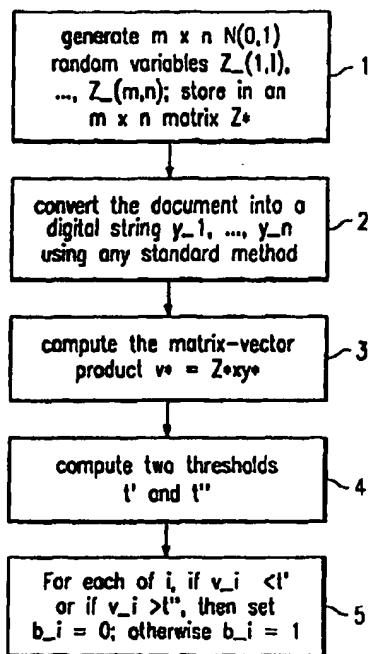 generate m x n N(0,1)
random variables Z_(1,1),
..., Z_(m,n); store in an
m x n matrix Z*
1
convert the document into a
digital string y_1, ..., y_n
using any standard method
2
compute the matrix-vector
product v* = Z*xy*
3
compute two thresholds
t' and t"
4
For each of i, if v_i <t'
or if v_i >t", then set
b_i = 0; otherwise b_i = 1
5